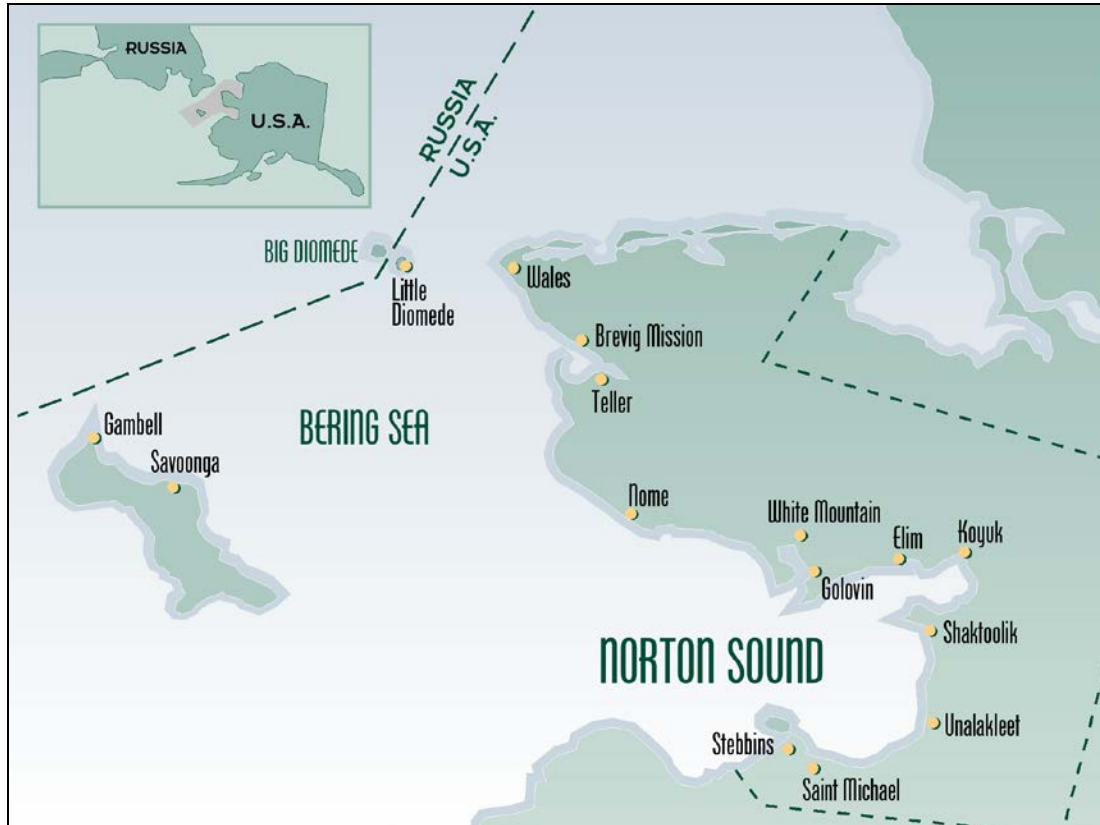 RUSSIA
U.S.A.
RUSSIA
U.S.A.
BIG DIOMEDE
Little
Diomede
Wales
Brevig Mission
Teller
Gambell
BERING SEA
Savoonga
Nome
White Mountain
Elim
Koyuk
Golovin
Shaktoolik
NORTON SOUND
Unalakleet
Stebbins
Saint Michael